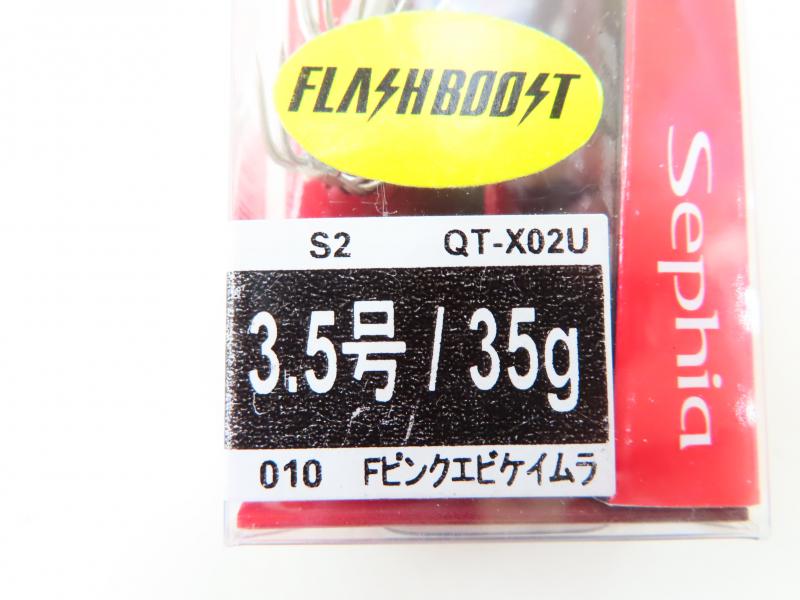 FLASHBOOST
Sephia
S2 QT-X02U
3.5号 / 35g
010 Fピンクエビケイムラ